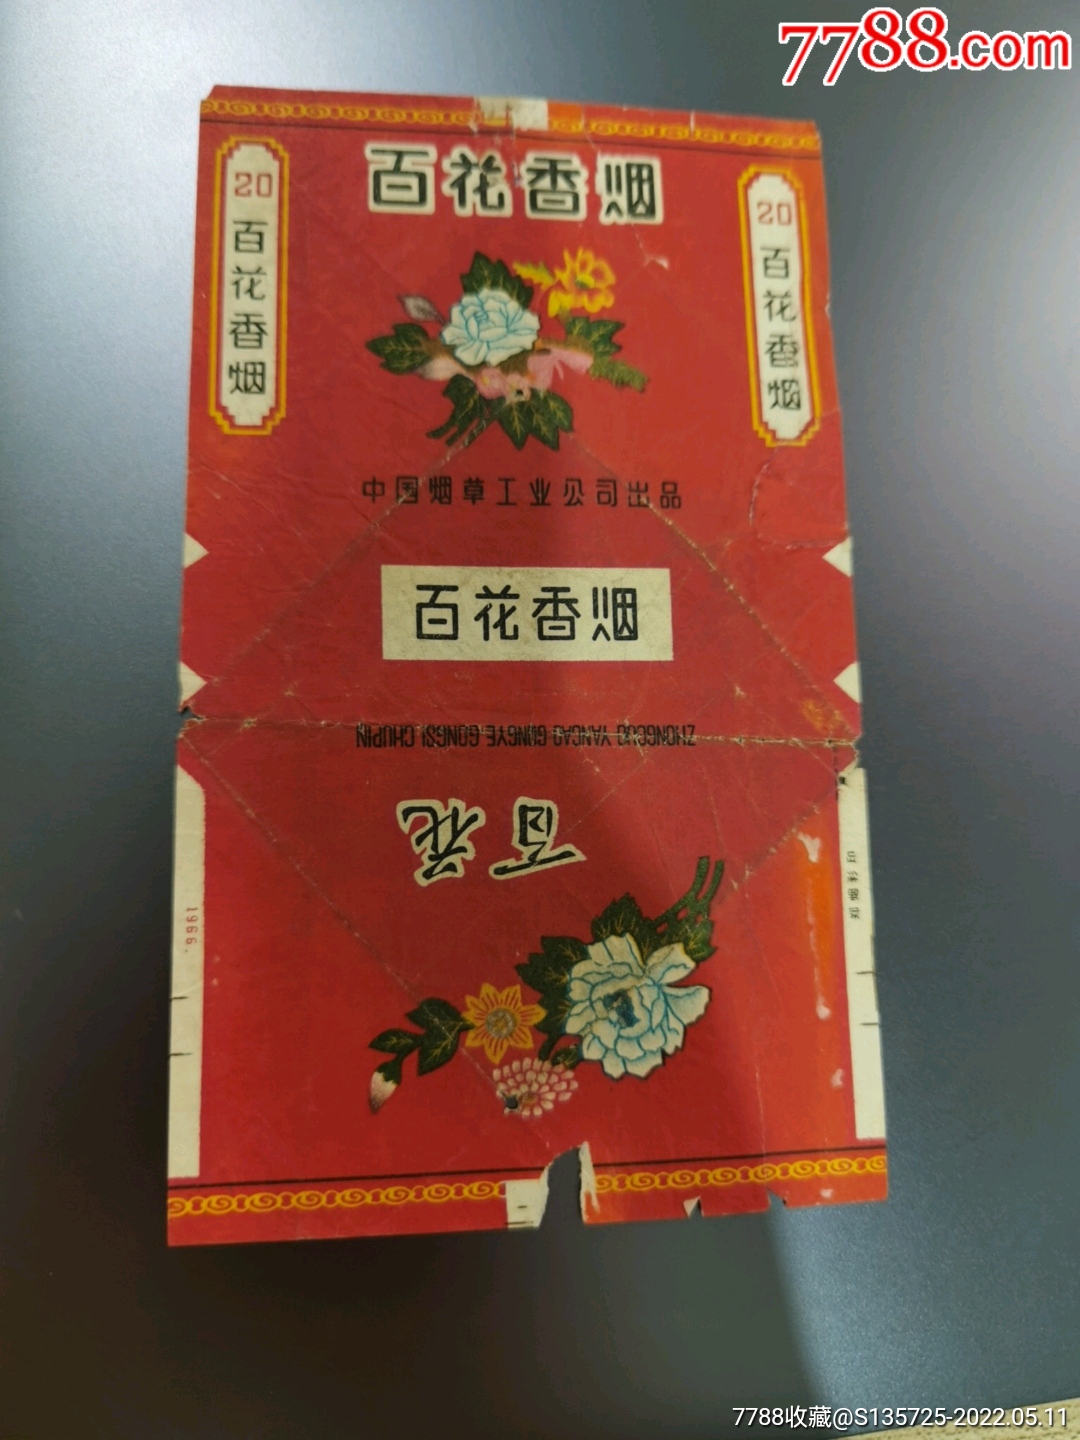 7788.com
百花香烟
20
百花香烟
20
百花香烟
中国烟草工业公司出品
百花香烟
ZHONGGUO YANCAO GONGYE GONGSI CHUPIN
百花
1966.
7788收藏@S135725-2022.05.11